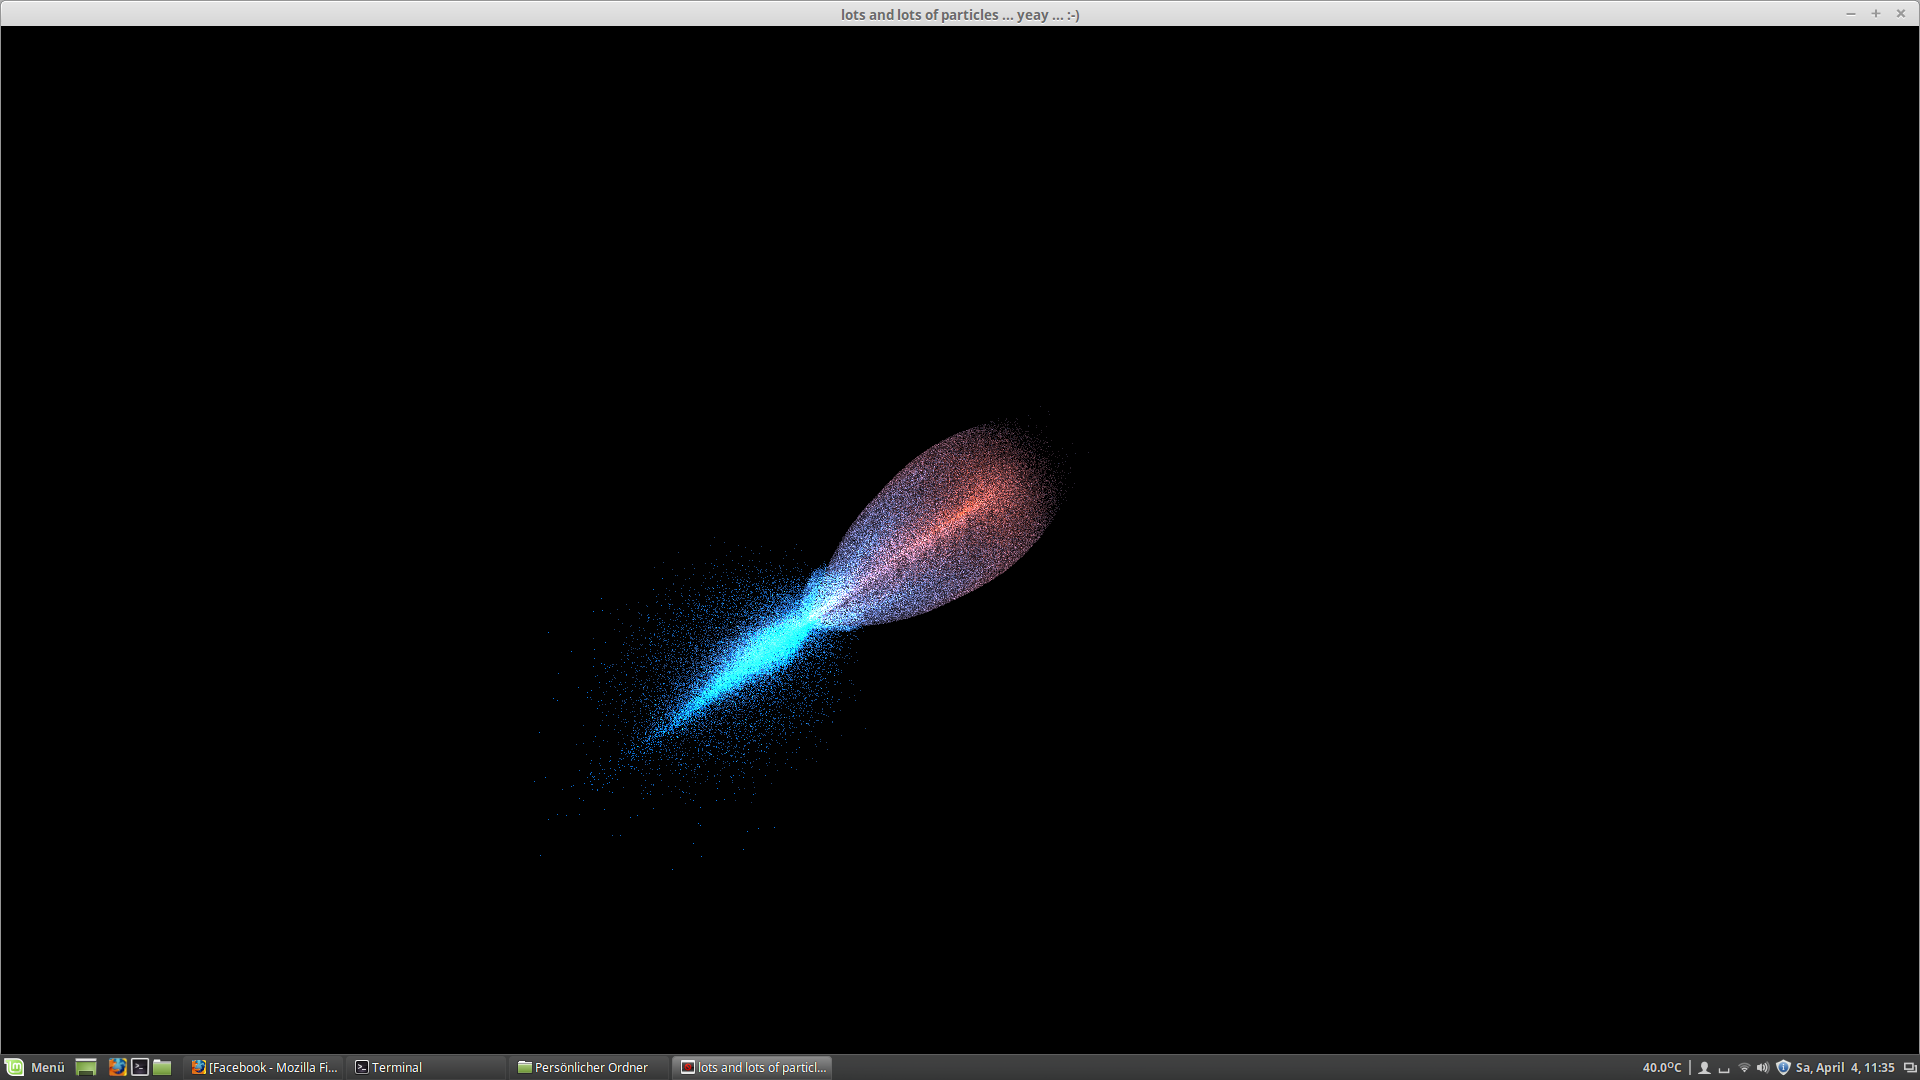 lots and lots of particles ... yeay ... :-)
Menü
[Facebook - Mozilla Fi...
Terminal
Persönlicher Ordner
lots and lots of particl...
40.0°C
Sa, April  4, 11:35